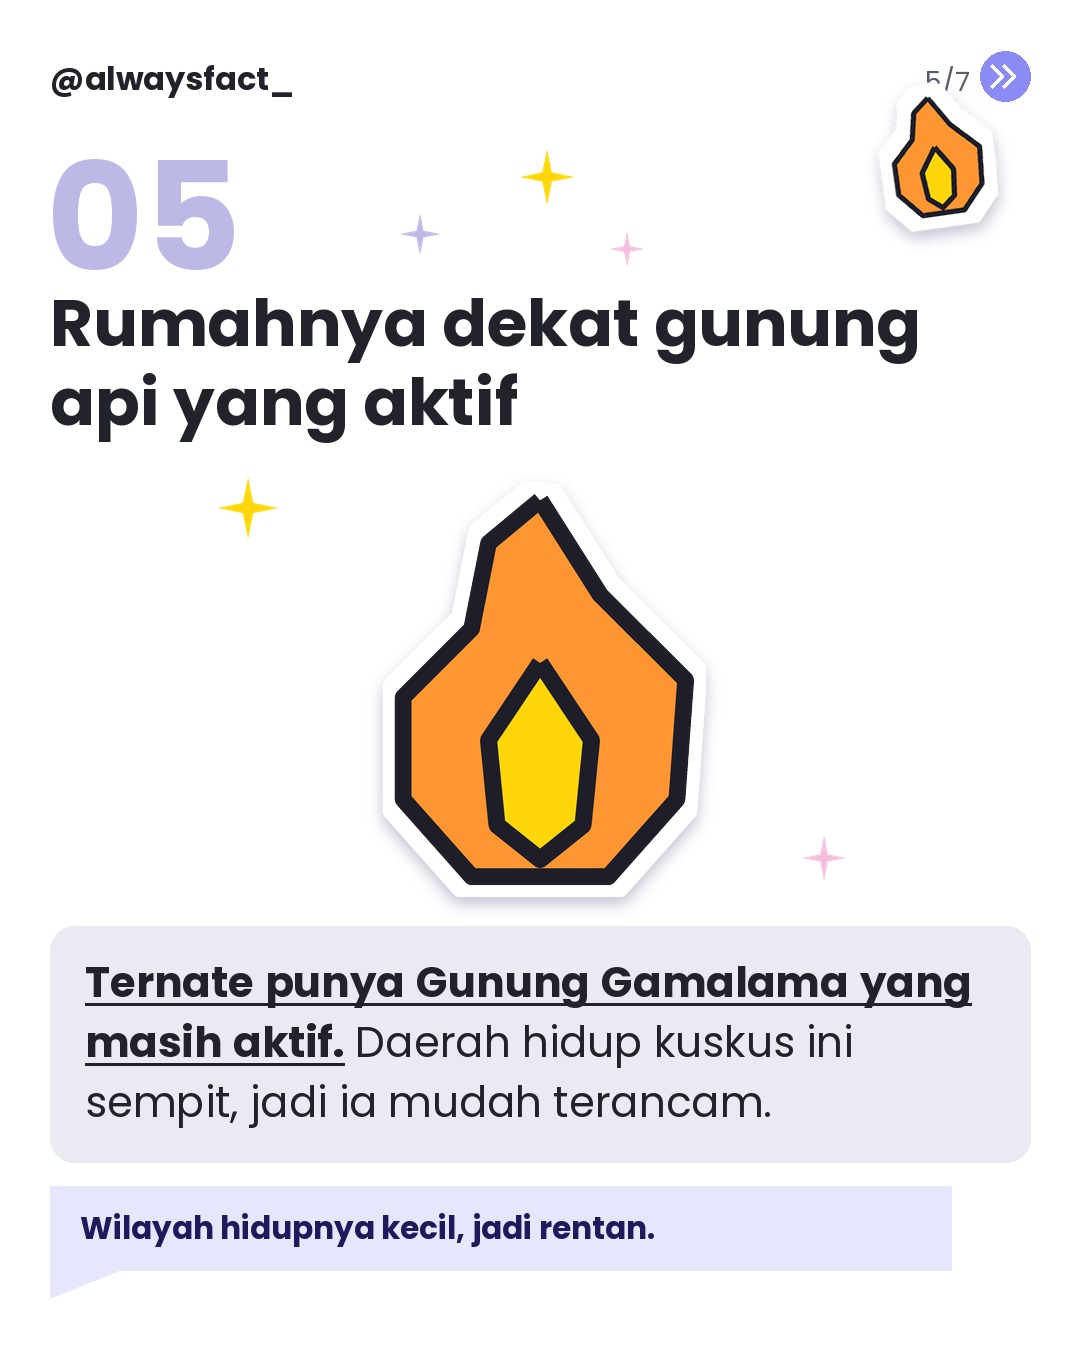 @alwaysfact_
5/7
05
Rumahnya dekat gunung
api yang aktif
Ternate punya Gunung Gamalama yang
masih aktif. Daerah hidup kuskus ini
sempit, jadi ia mudah terancam.
Wilayah hidupnya kecil, jadi rentan.